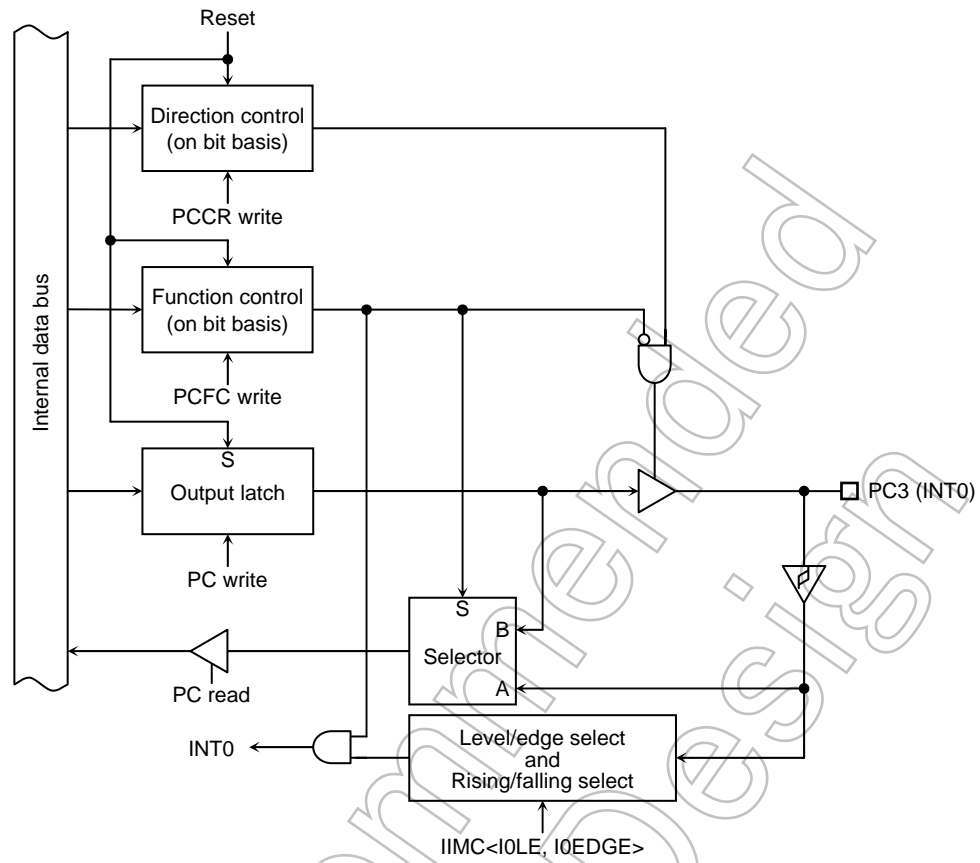 Reset
Direction control
(on bit basis)
PCCR write
Internal data bus
Function control
(on bit basis)
PCFC write
S
Output latch
PC3 (INT0)
PC write
S
B
Selector
A
PC read
INT0
Level/edge select
and
Rising/falling select
IIMC<I0LE, I0EDGE>
Design